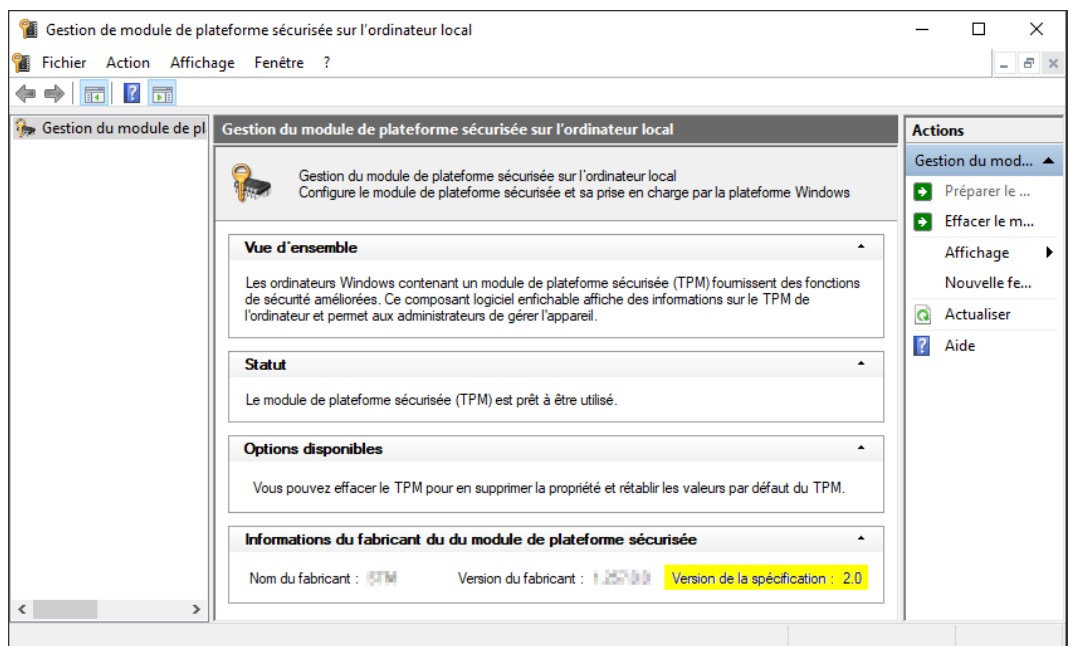 Gestion de module de plateforme sécurisée sur l'ordinateur local
Fichier Action Affichage Fenêtre ?
Gestion du module de pl
Gestion du module de plateforme sécurisée sur l'ordinateur local
Gestion du module de plateforme sécurisée sur l'ordinateur local
Configure le module de plateforme sécurisée et sa prise en charge par la plateforme Windows
Vue d'ensemble
Les ordinateurs Windows contenant un module de plateforme sécurisée (TPM) fournissent des fonctions
de sécurité améliorées. Ce composant logiciel enfichable affiche des informations sur le TPM de
l'ordinateur et permet aux administrateurs de gérer l'appareil.
Statut
Le module de plateforme sécurisée (TPM) est prêt à être utilisé.
Options disponibles
Vous pouvez effacer le TPM pour en supprimer la propriété et rétablir les valeurs par défaut du TPM.
Informations du fabricant du du module de plateforme sécurisée
Nom du fabricant : Version du fabricant : Version de la spécification : 2.0
Actions
Gestion du mod...
Préparer le ...
Effacer le m...
Affichage
Nouvelle fe...
Actualiser
Aide